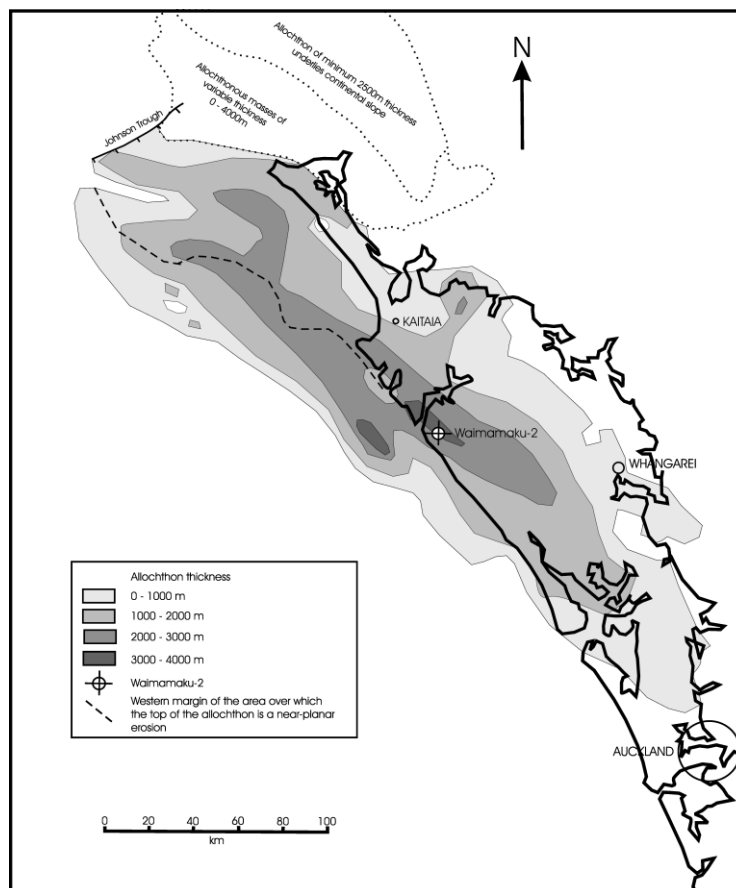 Allochthon of minimum 2500m thickness
underlies continental slope
N
Allochthonous masses of
variable thickness
0 - 4000m
Johnson Trough
KAITAIA
Waimamaku-2
WHANGAREI
Allochthon thickness
0 - 1000 m
1000 - 2000 m
2000 - 3000 m
3000 - 4000 m
Waimamaku-2
Western margin of the area over which
the top of the allochthon is a near-planar
erosion
AUCKLAND
0 20 40 60 80 100
km